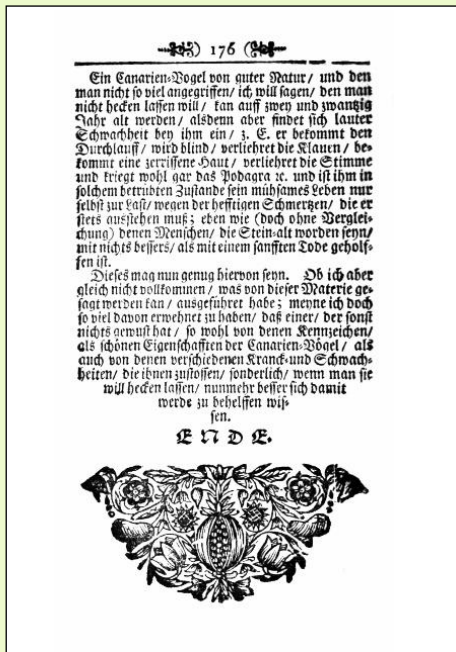 176
Ein Canarien-Vogel von guter Natur/ und den
man nicht so viel angegriffen/ ich will sagen/ den man
nicht hecken lassen will/ kan auff zwey und zwantzig
Jahr alt werden/ alsdenn aber findet sich lauter
Schwachheit bey ihm ein/ z. E. er bekommt den
Durchlauff/ wird blind/ verliehret die Klauen/ be-
kommt eine zerrissene Haut/ verliehret die Stimme
und kriegt wohl gar das Podagra ꝛc. und ist ihm in
solchem betrübten Zustande sein mühsames Leben nur
selbst zur Last/ wegen der hefftigen Schmertzen/ die er
stets ausstehen muß; eben wie (doch ohne Verglei-
chung) denen Menschen/ die Stein-alt worden seyn/
mit nichts bessers/ als mit einem sanfften Tode geholf-
fen ist.
Dieses mag nun genug hiervon seyn. Ob ich aber
gleich nicht vollkommen/ was von dieser Materie ge-
sagt werden kan/ ausgeführet habe; meyne ich doch
so viel davon erwehnet zu haben/ daß einer/ der sonst
nichts gewust hat/ so wohl von denen Kennzeichen/
als schönen Eigenschafften der Canarien-Vögel/ als
auch von denen verschiedenen Kranck-und Schwach-
heiten/ die ihnen zustossen/ sonderlich/ wenn man sie
will hecken lassen/ nunmehr besser sich damit
werde zu behelffen wis-
sen.
ENDE.